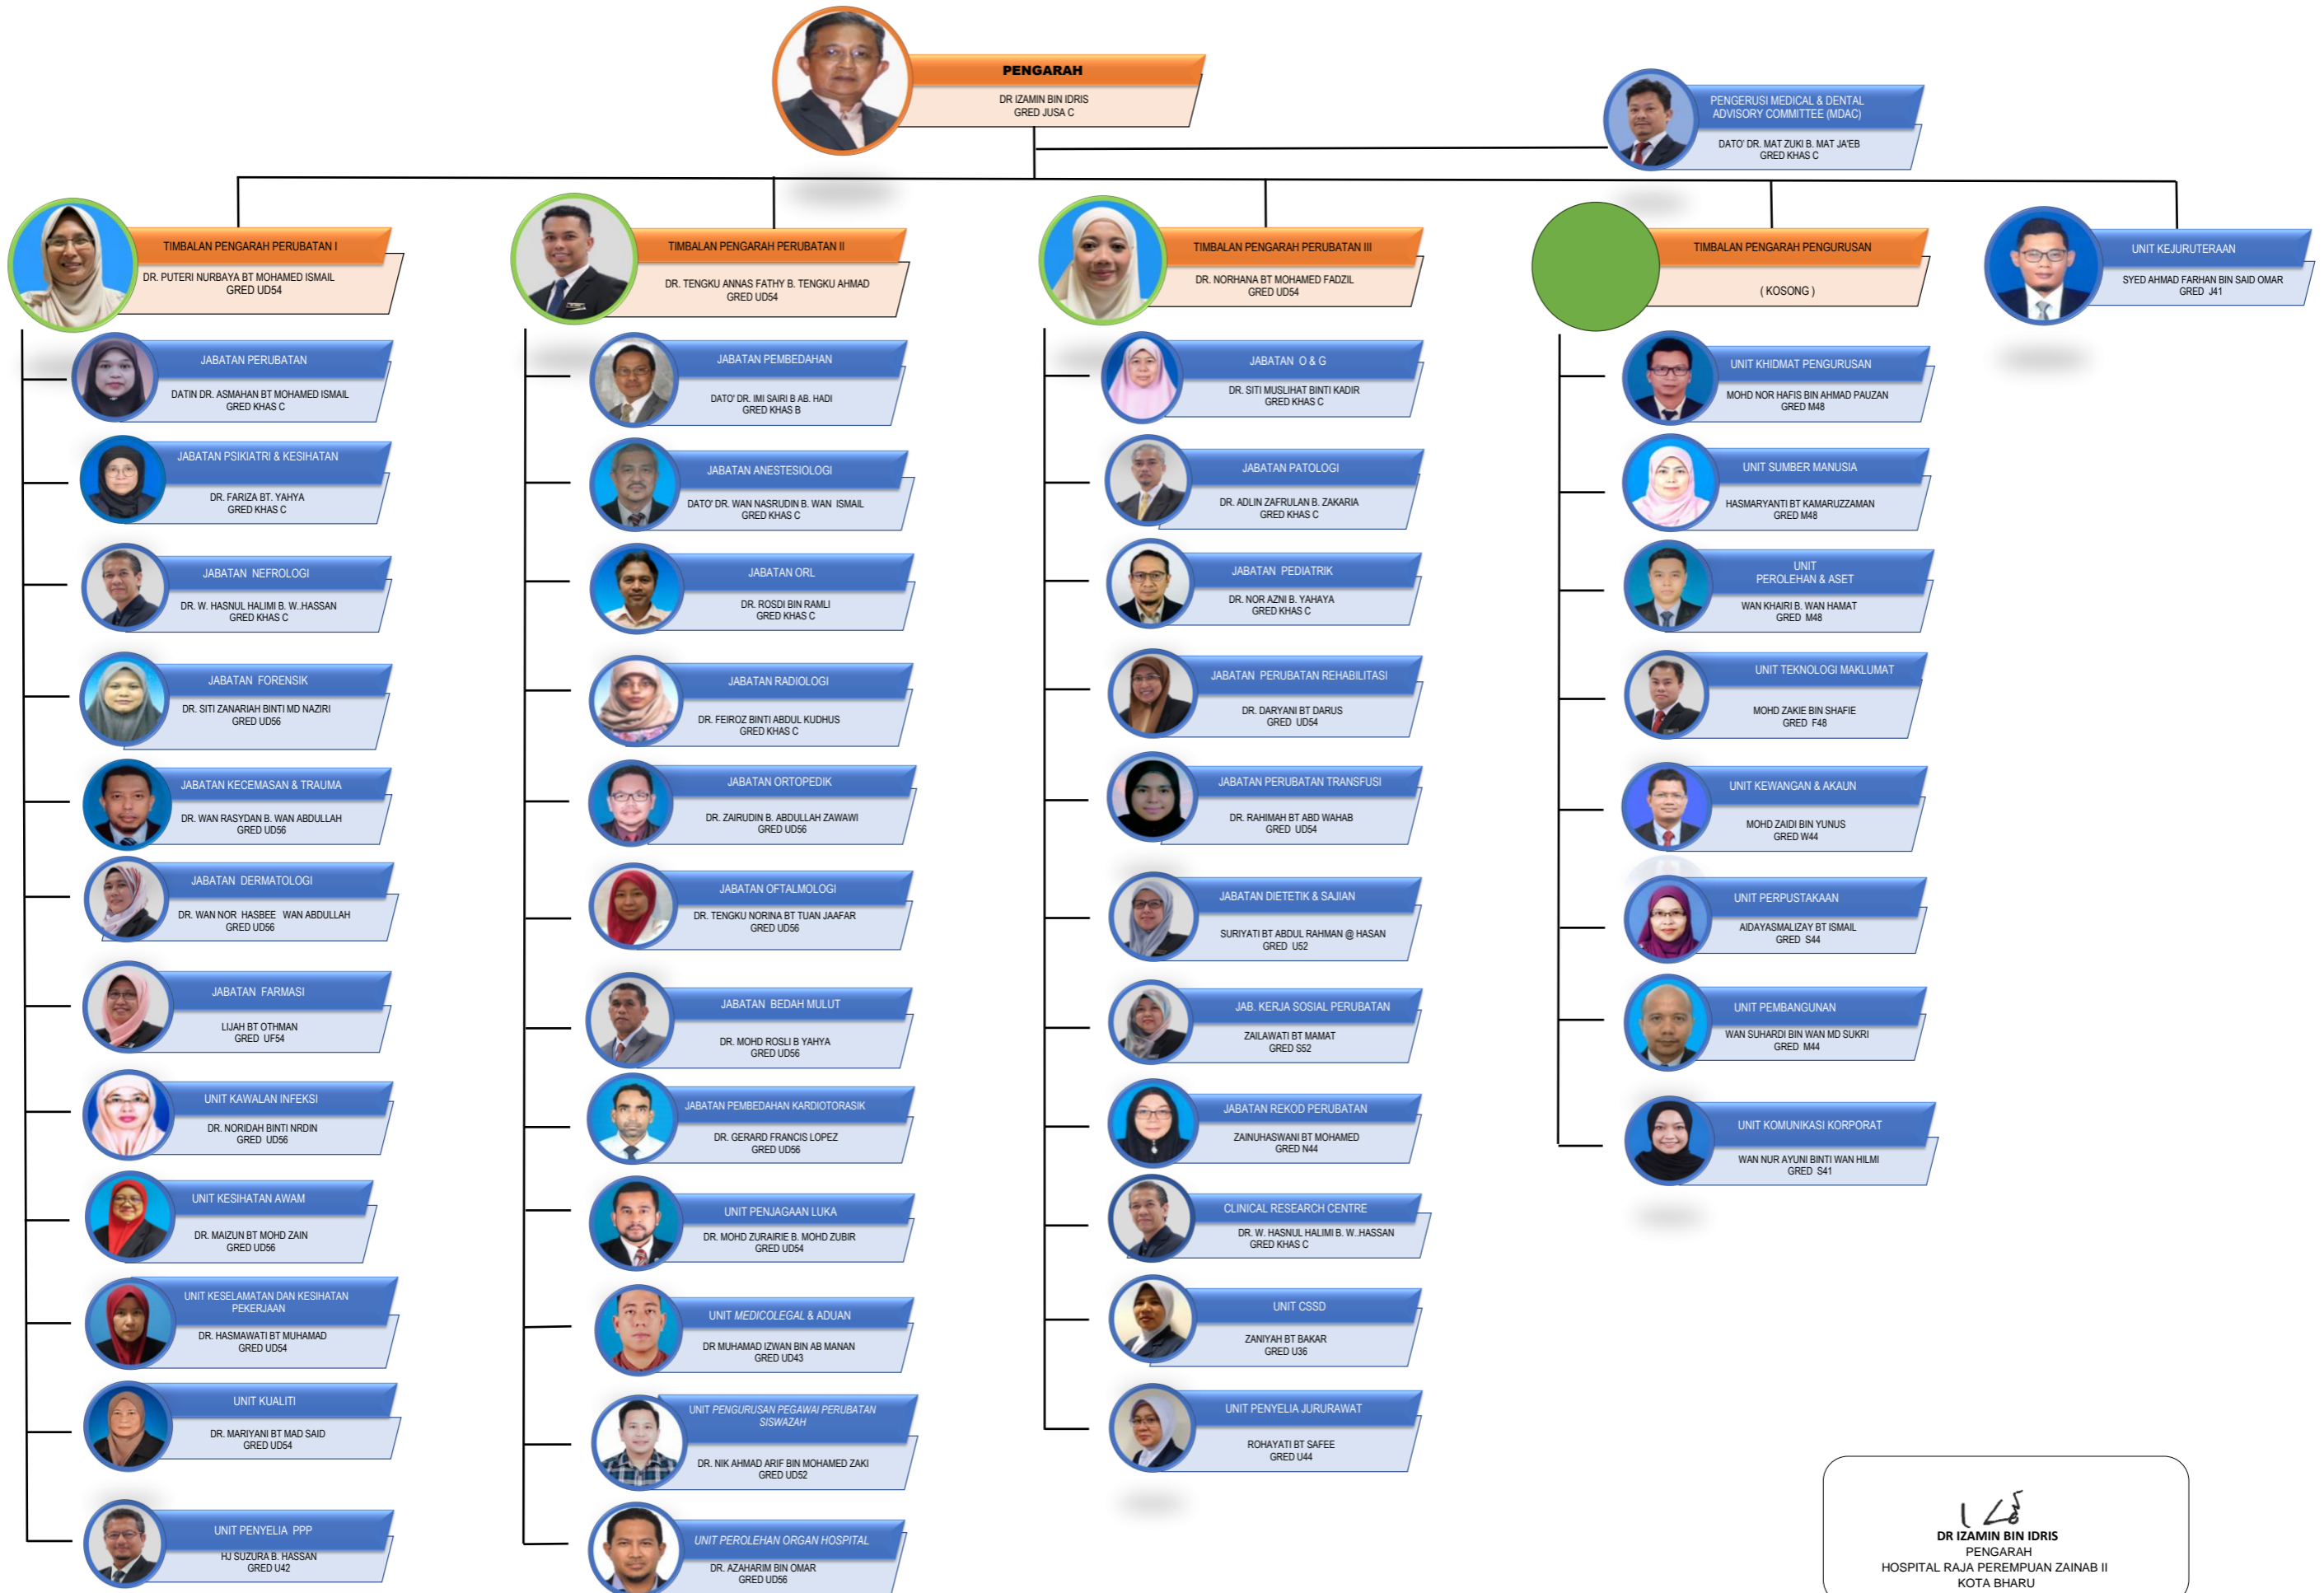 PENGARAH
DR IZAMIN BIN IDRIS
GRED JUSA C
PENGERUSI MEDICAL & DENTAL
ADVISORY COMMITTEE (MDAC)
DATO' DR. MAT ZUKI B. MAT JA'EB
GRED KHAS C
TIMBALAN PENGARAH PERUBATAN I
DR. PUTERI NURBAYA BT MOHAMED ISMAIL
GRED UD54
JABATAN PERUBATAN
DATIN DR. ASMAHAN BT MOHAMED ISMAIL
GRED KHAS C
JABATAN PSIKIATRI & KESIHATAN
DR. FARIZA BT. YAHYA
GRED KHAS C
JABATAN NEFROLOGI
DR. W. HASNUL HALIMI B. W..HASSAN
GRED KHAS C
JABATAN FORENSIK
DR. SITI ZANARIAH BINTI MD NAZIRI
GRED UD56
JABATAN KECEMASAN & TRAUMA
DR. WAN RASYDAN B. WAN ABDULLAH
GRED UD56
JABATAN DERMATOLOGI
DR. WAN NOR HASBEE WAN ABDULLAH
GRED UD56
JABATAN FARMASI
LIJAH BT OTHMAN
GRED UF54
UNIT KAWALAN INFEKSI
DR. NORIDAH BINTI NRDIN
GRED UD56
UNIT KESIHATAN AWAM
DR. MAIZUN BT MOHD ZAIN
GRED UD56
UNIT KESELAMATAN DAN KESIHATAN
PEKERJAAN
DR. HASMAWATI BT MUHAMAD
GRED UD54
UNIT KUALITI
DR. MARIYANI BT MAD SAID
GRED UD54
UNIT PENYELIA PPP
HJ SUZURA B. HASSAN
GRED U42
TIMBALAN PENGARAH PERUBATAN II
DR. TENGKU ANNAS FATHY B. TENGKU AHMAD
GRED UD54
JABATAN PEMBEDAHAN
DATO' DR. IMI SAIRI B AB. HADI
GRED KHAS B
JABATAN ANESTESIOLOGI
DATO' DR. WAN NASRUDIN B. WAN ISMAIL
GRED KHAS C
JABATAN ORL
DR. ROSDI BIN RAMLI
GRED KHAS C
JABATAN RADIOLOGI
DR. FEIROZ BINTI ABDUL KUDHUS
GRED KHAS C
JABATAN ORTOPEDIK
DR. ZAIRUDIN B. ABDULLAH ZAWAWI
GRED UD56
JABATAN OFTALMOLOGI
DR. TENGKU NORINA BT TUAN JAAFAR
GRED UD56
JABATAN BEDAH MULUT
DR. MOHD ROSLI B YAHYA
GRED UD56
JABATAN PEMBEDAHAN KARDIOTORASIK
DR. GERARD FRANCIS LOPEZ
GRED UD56
UNIT PENJAGAAN LUKA
DR. MOHD ZURAIRIE B. MOHD ZUBIR
GRED UD54
UNIT MEDICOLEGAL & ADUAN
DR MUHAMAD IZWAN BIN AB MANAN
GRED UD43
UNIT PENGURUSAN PEGAWAI PERUBATAN
SISWAZAH
DR. NIK AHMAD ARIF BIN MOHAMED ZAKI
GRED UD52
UNIT PEROLEHAN ORGAN HOSPITAL
DR. AZAHARIM BIN OMAR
GRED UD56
TIMBALAN PENGARAH PERUBATAN III
DR. NORHANA BT MOHAMED FADZIL
GRED UD54
JABATAN O & G
DR. SITI MUSLIHAT BINTI KADIR
GRED KHAS C
JABATAN PATOLOGI
DR. ADLIN ZAFRULAN B. ZAKARIA
GRED KHAS C
JABATAN PEDIATRIK
DR. NOR AZNI B. YAHAYA
GRED KHAS C
JABATAN PERUBATAN REHABILITASI
DR. DARYANI BT DARUS
GRED UD54
JABATAN PERUBATAN TRANSFUSI
DR. RAHIMAH BT ABD WAHAB
GRED UD54
JABATAN DIETETIK & SAJIAN
SURIYATI BT ABDUL RAHMAN @ HASAN
GRED U52
JAB. KERJA SOSIAL PERUBATAN
ZAILAWATI BT MAMAT
GRED S52
JABATAN REKOD PERUBATAN
ZAINUHASWANI BT MOHAMED
GRED N44
CLINICAL RESEARCH CENTRE
DR. W. HASNUL HALIMI B. W..HASSAN
GRED KHAS C
UNIT CSSD
ZANIYAH BT BAKAR
GRED U36
UNIT PENYELIA JURURAWAT
ROHAYATI BT SAFEE
GRED U44
TIMBALAN PENGARAH PENGURUSAN
( KOSONG )
UNIT KHIDMAT PENGURUSAN
MOHD NOR HAFIS BIN AHMAD PAUZAN
GRED M48
UNIT SUMBER MANUSIA
HASMARYANTI BT KAMARUZZAMAN
GRED M48
UNIT
PEROLEHAN & ASET
WAN KHAIRI B. WAN HAMAT
GRED M48
UNIT TEKNOLOGI MAKLUMAT
MOHD ZAKIE BIN SHAFIE
GRED F48
UNIT KEWANGAN & AKAUN
MOHD ZAIDI BIN YUNUS
GRED W44
UNIT PERPUSTAKAAN
AIDAYASMALIZAY BT ISMAIL
GRED S44
UNIT PEMBANGUNAN
WAN SUHARDI BIN WAN MD SUKRI
GRED M44
UNIT KOMUNIKASI KORPORAT
WAN NUR AYUNI BINTI WAN HILMI
GRED S41
UNIT KEJURUTERAAN
SYED AHMAD FARHAN BIN SAID OMAR
GRED J41
DR IZAMIN BIN IDRIS
PENGARAH
HOSPITAL RAJA PEREMPUAN ZAINAB II
KOTA BHARU